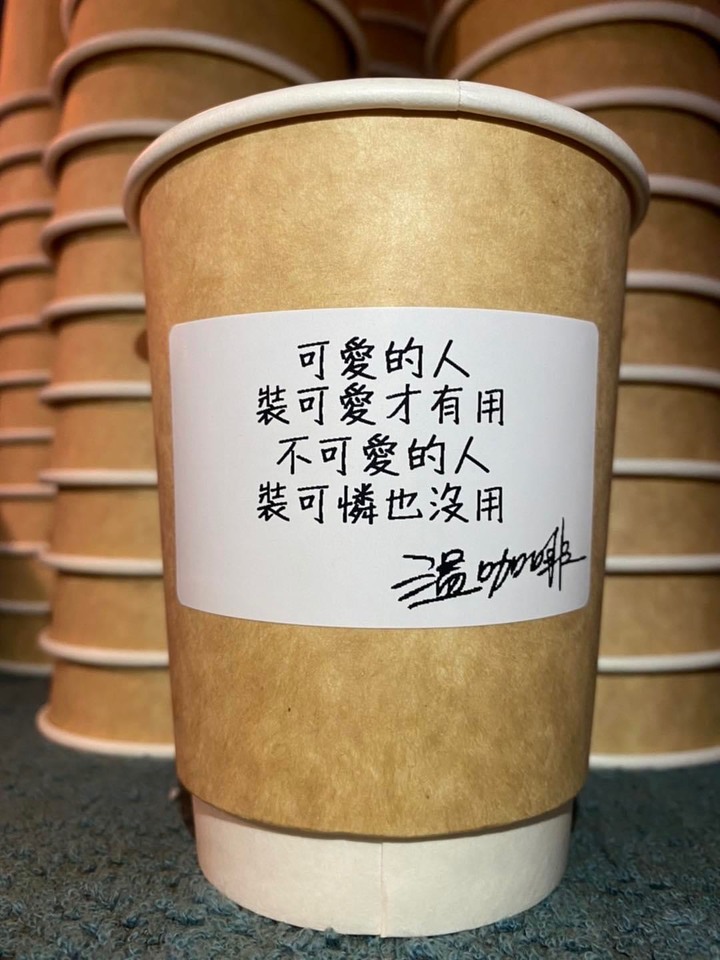 可愛的人
裝可愛才有用
不可愛的人
裝可憐也沒用
溫咖啡